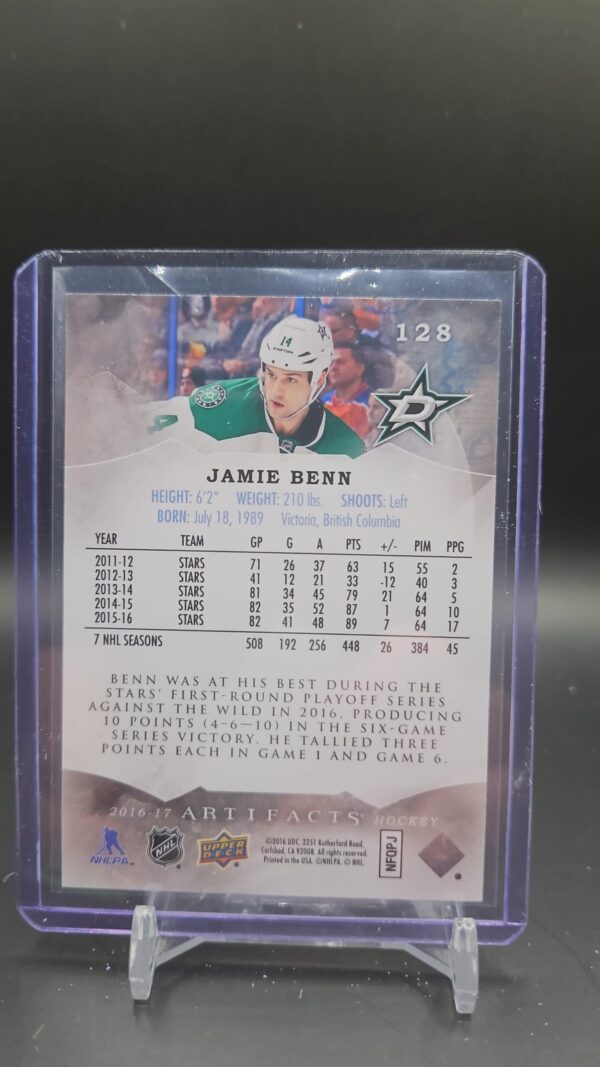 128
14
EASTON
4
D
JAMIE BENN
HEIGHT: 6'2" WEIGHT: 210 lbs. SHOOTS: Left
BORN: July 18, 1989 Victoria, British Columbia
YEAR TEAM GP G A PTS +/- PIM PPG
2011-12 STARS 71 26 37 63 15 55 2
2012-13 STARS 41 12 21 33 -12 40 3
2013-14 STARS 81 34 45 79 21 64 5
2014-15 STARS 82 35 52 87 1 64 10
2015-16 STARS 82 41 48 89 7 64 17
7 NHL SEASONS 508 192 256 448 26 384 45
BENN WAS AT HIS BEST DURING THE
STARS' FIRST-ROUND PLAYOFF SERIES
AGAINST THE WILD IN 2016, PRODUCING
10 POINTS (4-6—10) IN THE SIX-GAME
SERIES VICTORY. HE TALLIED THREE
POINTS EACH IN GAME 1 AND GAME 6.
2016-17 ARTIFACTS HOCKEY
NHLPA
NHL
UPPER
DECK
©2016 UDC. 2251 Rutherford Road,
Carlsbad, CA 92008. All rights reserved.
Printed in the USA. ©NHLPA. © NHL.
NFOPJ